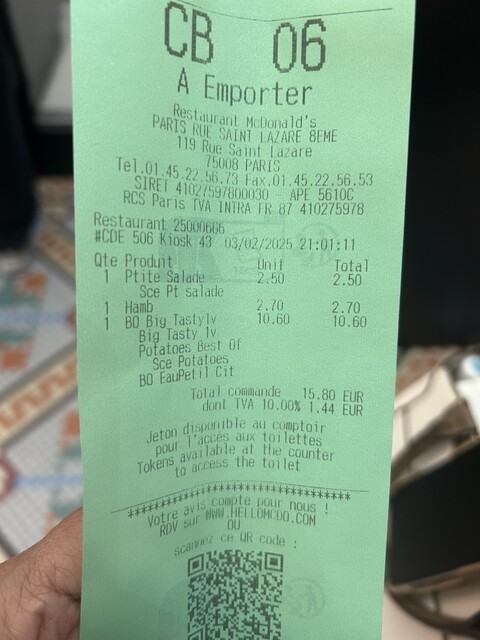 CB 06
A Emporter
Restaurant McDonald's
PARIS RUE SAINT LAZARE 8EME
119 Rue Saint Lazare
75008 PARIS
Tel.01.45.22.56.73 Fax.01.45.22.56.53
SIRET 41027597800030 - APE 5610C
RCS Paris TVA INTRA FR 87 410275978
Restaurant 25000666
#CDE 506 Kiosk 43 03/02/2025 21:01:11
Qte Produit Unit Total
1 Ptite Salade 2.50 2.50
Sce Pt salade
1 Hamb 2.70 2.70
1 BO Big Tasty1v 10.60 10.60
Big Tasty 1v
Potatoes Best Of
Sce Potatoes
BO EauPetil Cit
Total commande 15.80 EUR
dont TVA 10.00% 1.44 EUR
Jeton disponible au comptoir
pour l'accès aux toilettes
Tokens available at the counter
to access the toilet
Votre avis compte pour nous !
RDV sur WWW.HELLOMCDO.COM
OU
scannez ce QR code :